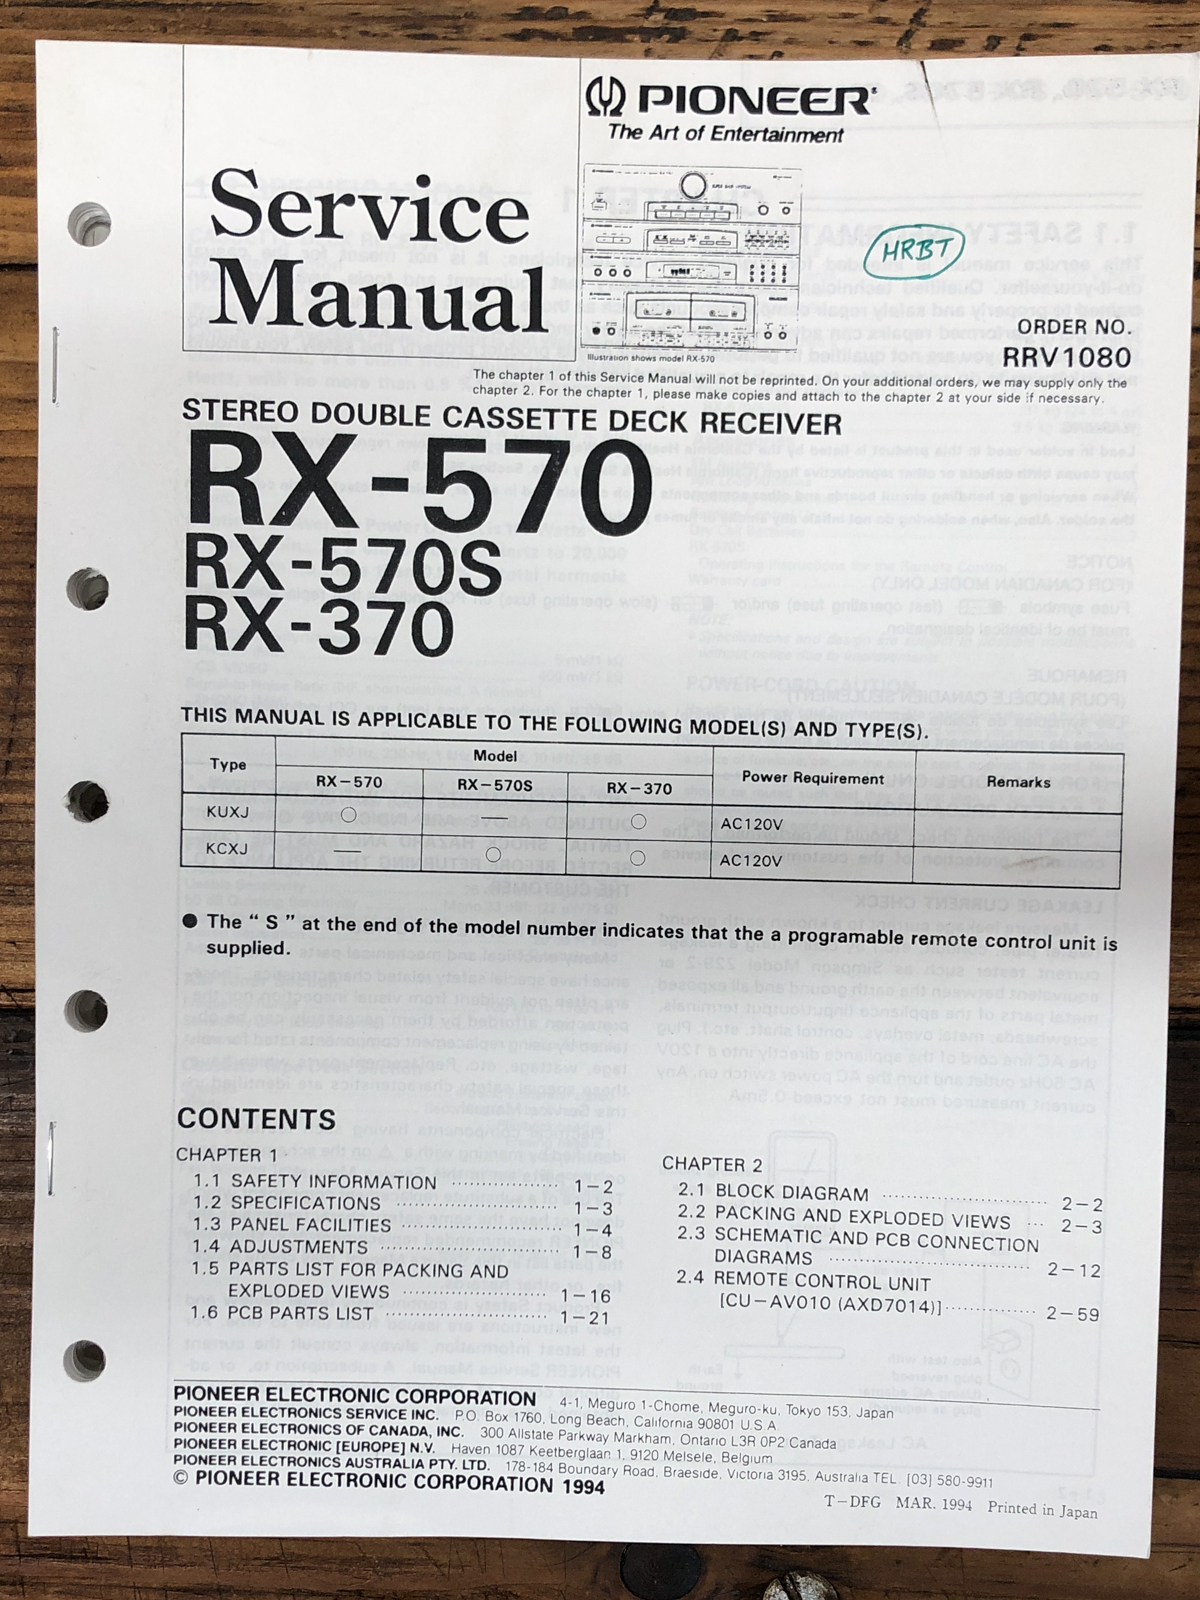 PIONEER®
The Art of Entertainment
Service
Manual
HRBT
Illustration shows model RX-570
ORDER NO.
RRV1080
The chapter 1 of this Service Manual will not be reprinted. On your additional orders, we may supply only the
chapter 2. For the chapter 1, please make copies and attach to the chapter 2 at your side if necessary.
STEREO DOUBLE CASSETTE DECK RECEIVER
RX-570
RX-570S
RX-370
THIS MANUAL IS APPLICABLE TO THE FOLLOWING MODEL(S) AND TYPE(S).
Type Model Power Requirement Remarks
RX-570 RX-570S RX-370
KUXJ ○ — ○ AC120V
KCXJ — ○ ○ AC120V
● The " S " at the end of the model number indicates that the a programable remote control unit is
supplied.
CONTENTS
CHAPTER 1
1.1 SAFETY INFORMATION ·················· 1-2
1.2 SPECIFICATIONS ·················· 1-3
1.3 PANEL FACILITIES ·················· 1-4
1.4 ADJUSTMENTS ·················· 1-8
1.5 PARTS LIST FOR PACKING AND
EXPLODED VIEWS ·················· 1-16
1.6 PCB PARTS LIST ·················· 1-21
CHAPTER 2
2.1 BLOCK DIAGRAM ·················· 2-2
2.2 PACKING AND EXPLODED VIEWS ··· 2-3
2.3 SCHEMATIC AND PCB CONNECTION
DIAGRAMS ·················· 2-12
2.4 REMOTE CONTROL UNIT
[CU-AV010 (AXD7014)] ·················· 2-59
PIONEER ELECTRONIC CORPORATION 4-1, Meguro 1-Chome, Meguro-ku, Tokyo 153, Japan
PIONEER ELECTRONICS SERVICE INC. P.O. Box 1760, Long Beach, California 90801 U.S.A.
PIONEER ELECTRONICS OF CANADA, INC. 300 Allstate Parkway Markham, Ontario L3R 0P2 Canada
PIONEER ELECTRONIC [EUROPE] N.V. Haven 1087 Keetberglaan 1, 9120 Melsele, Belgium
PIONEER ELECTRONICS AUSTRALIA PTY. LTD. 178-184 Boundary Road, Braeside, Victoria 3195, Australia TEL. [03] 580-9911
© PIONEER ELECTRONIC CORPORATION 1994
T-DFG MAR. 1994 Printed in Japan